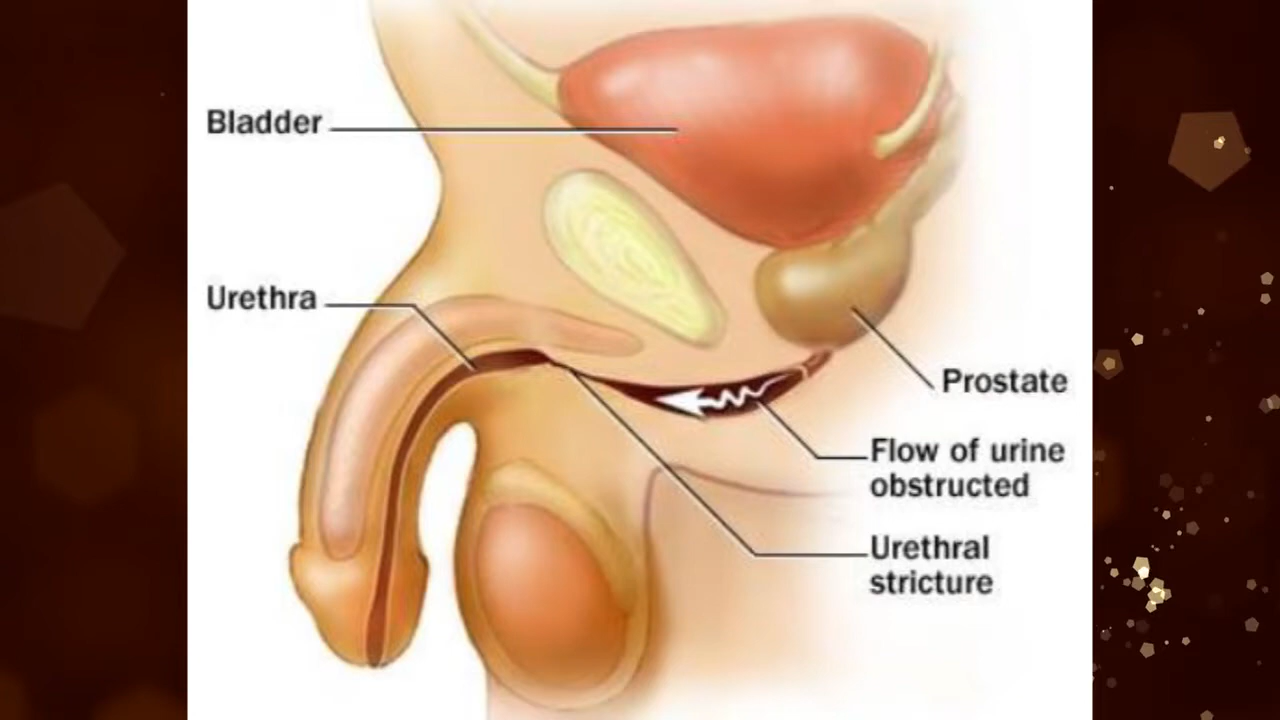 Bladder
Urethra
Prostate
Flow of urine
obstructed
Urethral
stricture